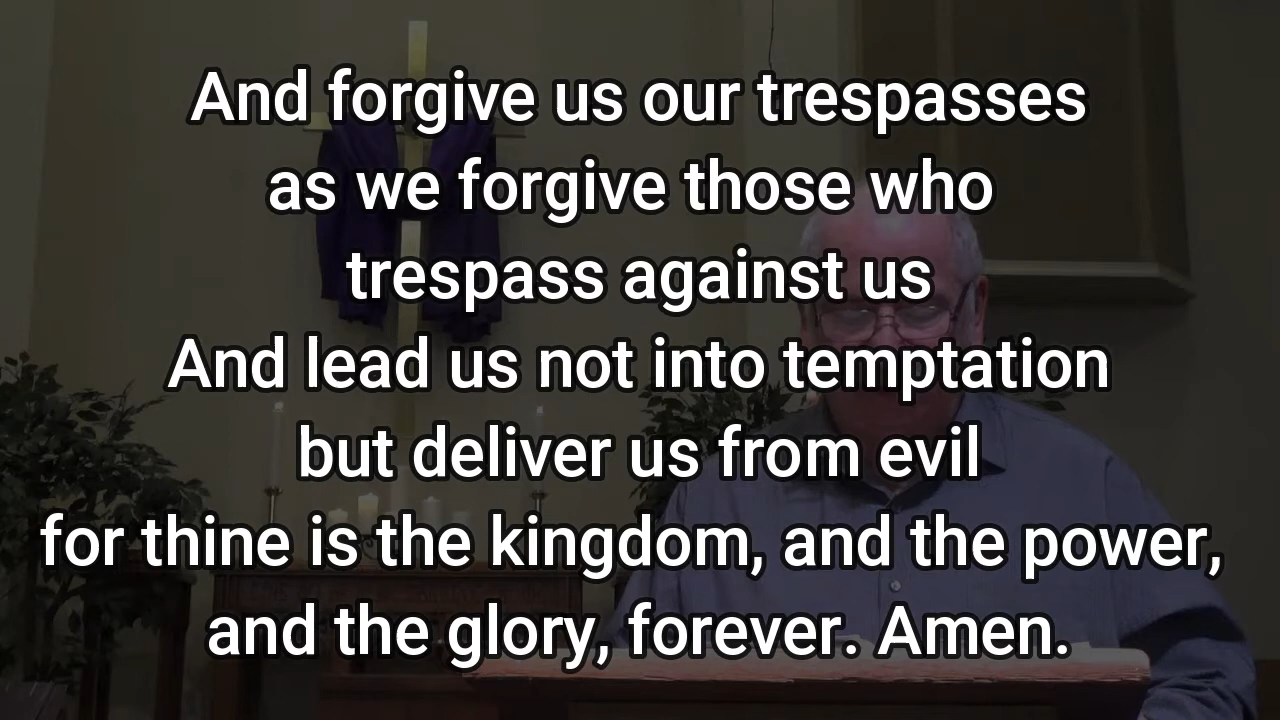 And forgive us our trespasses
as we forgive those who
trespass against us
And lead us not into temptation
but deliver us from evil
for thine is the kingdom, and the power,
and the glory, forever. Amen.